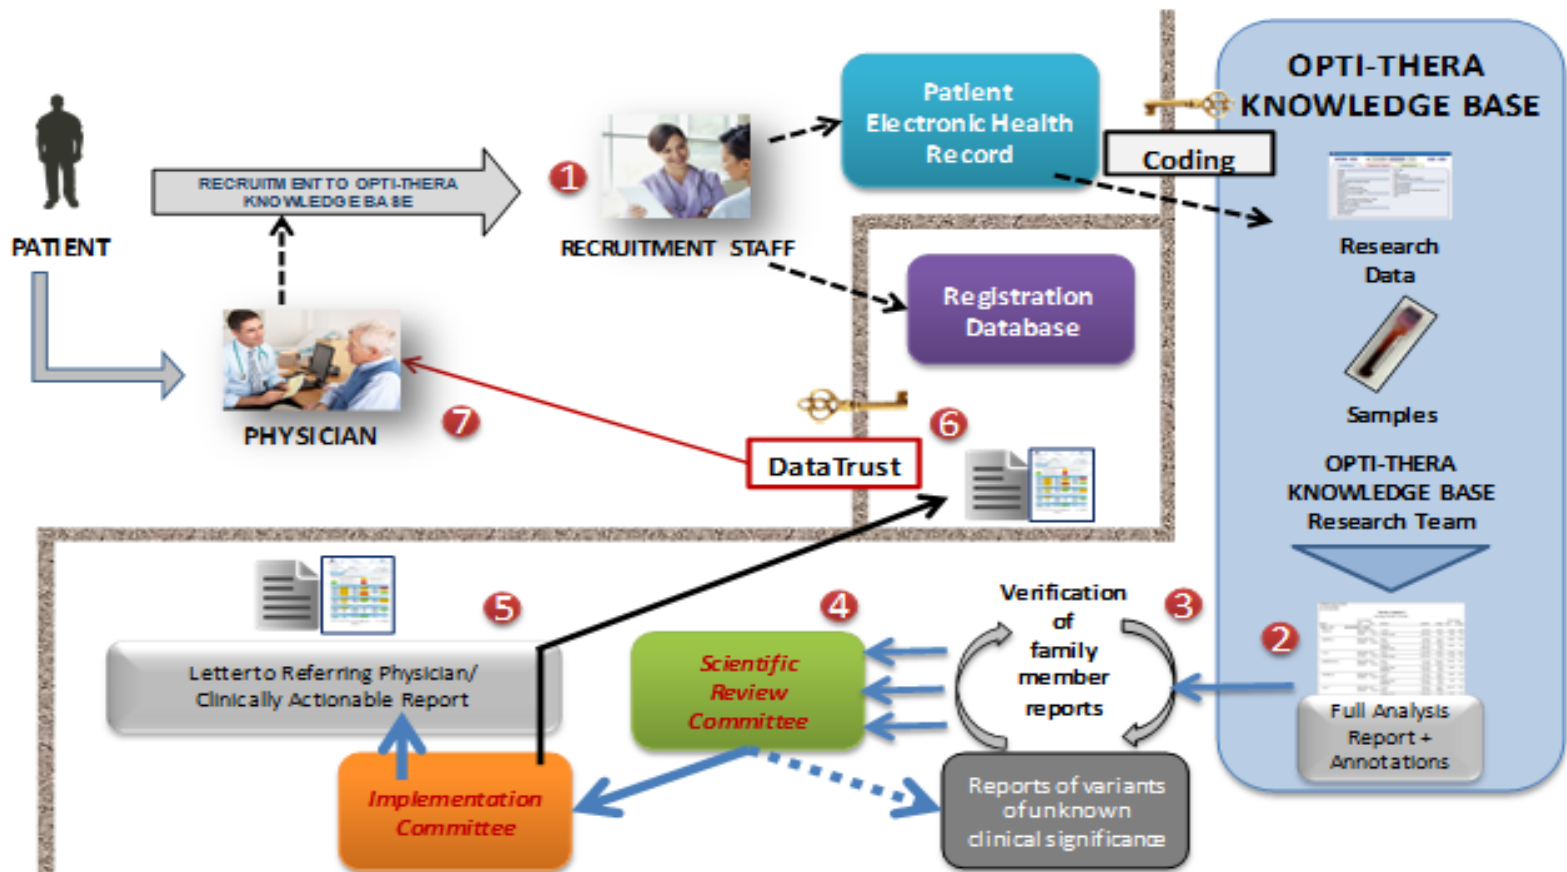 PATIENT
RECRUITMENT TO OPTI-THERA
KNOWLEDGE BASE
1
RECRUITMENT STAFF
Patient
Electronic Health
Record
Coding
OPTI-THERA
KNOWLEDGE BASE
Research
Data
Samples
OPTI-THERA
KNOWLEDGE BASE
Research Team
Registration
Database
PHYSICIAN
7
6
DataTrust
5
Letter to Referring Physician/
Clinically Actionable Report
4
Scientific
Review
Committee
Verification
of
family
member
reports
3
2
Full Analysis
Report +
Annotations
Implementation
Committee
Reports of variants
of unknown
clinical significance